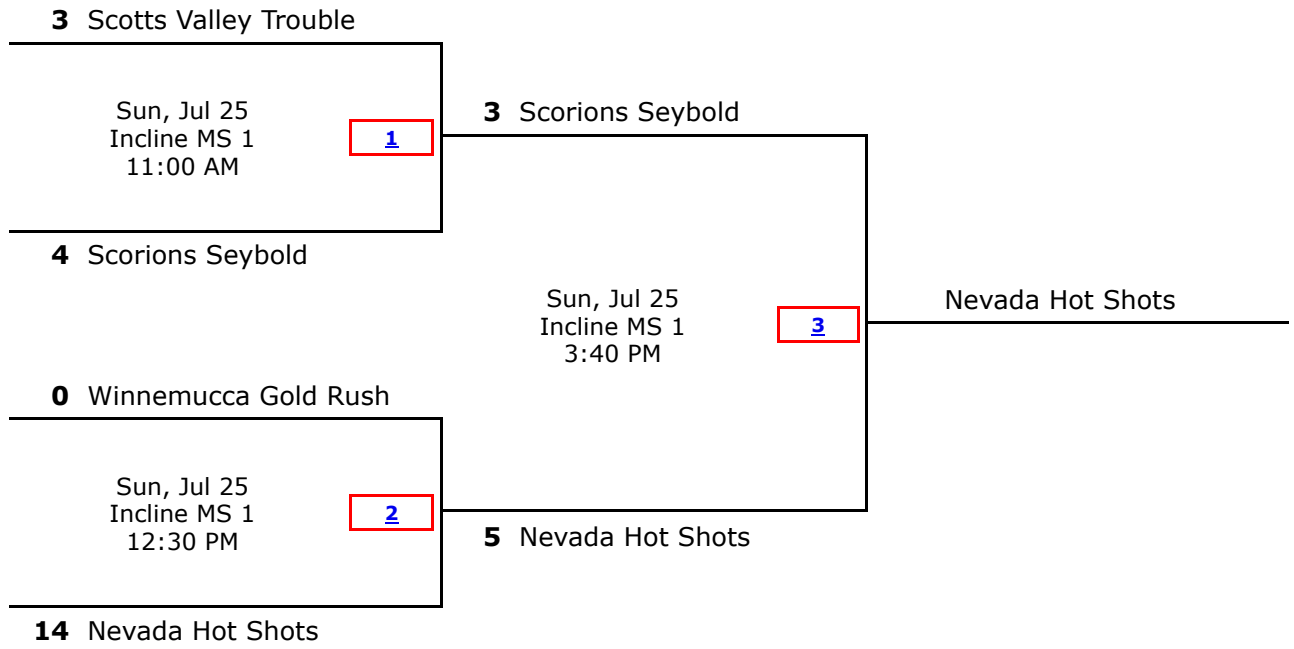 3 Scotts Valley Trouble
Sun, Jul 25
Incline MS 1
11:00 AM
1
4 Scorions Seybold
3 Scorions Seybold
Sun, Jul 25
Incline MS 1
3:40 PM
3
Nevada Hot Shots
0 Winnemucca Gold Rush
Sun, Jul 25
Incline MS 1
12:30 PM
2
5 Nevada Hot Shots
14 Nevada Hot Shots